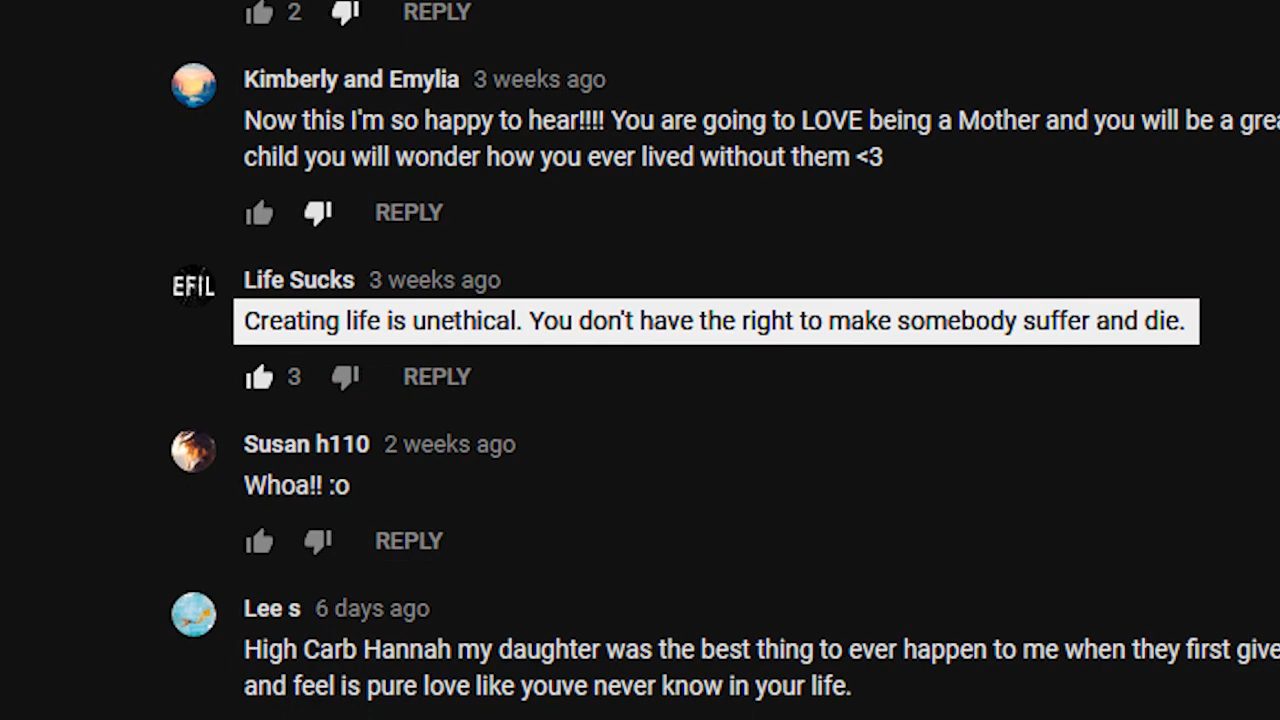 2 REPLY
Kimberly and Emylia 3 weeks ago
Now this I'm so happy to hear!!!! You are going to LOVE being a Mother and you will be a grea
child you will wonder how you ever lived without them <3
REPLY
EFIL Life Sucks 3 weeks ago
Creating life is unethical. You don't have the right to make somebody suffer and die.
3 REPLY
Susan h110 2 weeks ago
Whoa!! :o
REPLY
Lee s 6 days ago
High Carb Hannah my daughter was the best thing to ever happen to me when they first give
and feel is pure love like youve never know in your life.